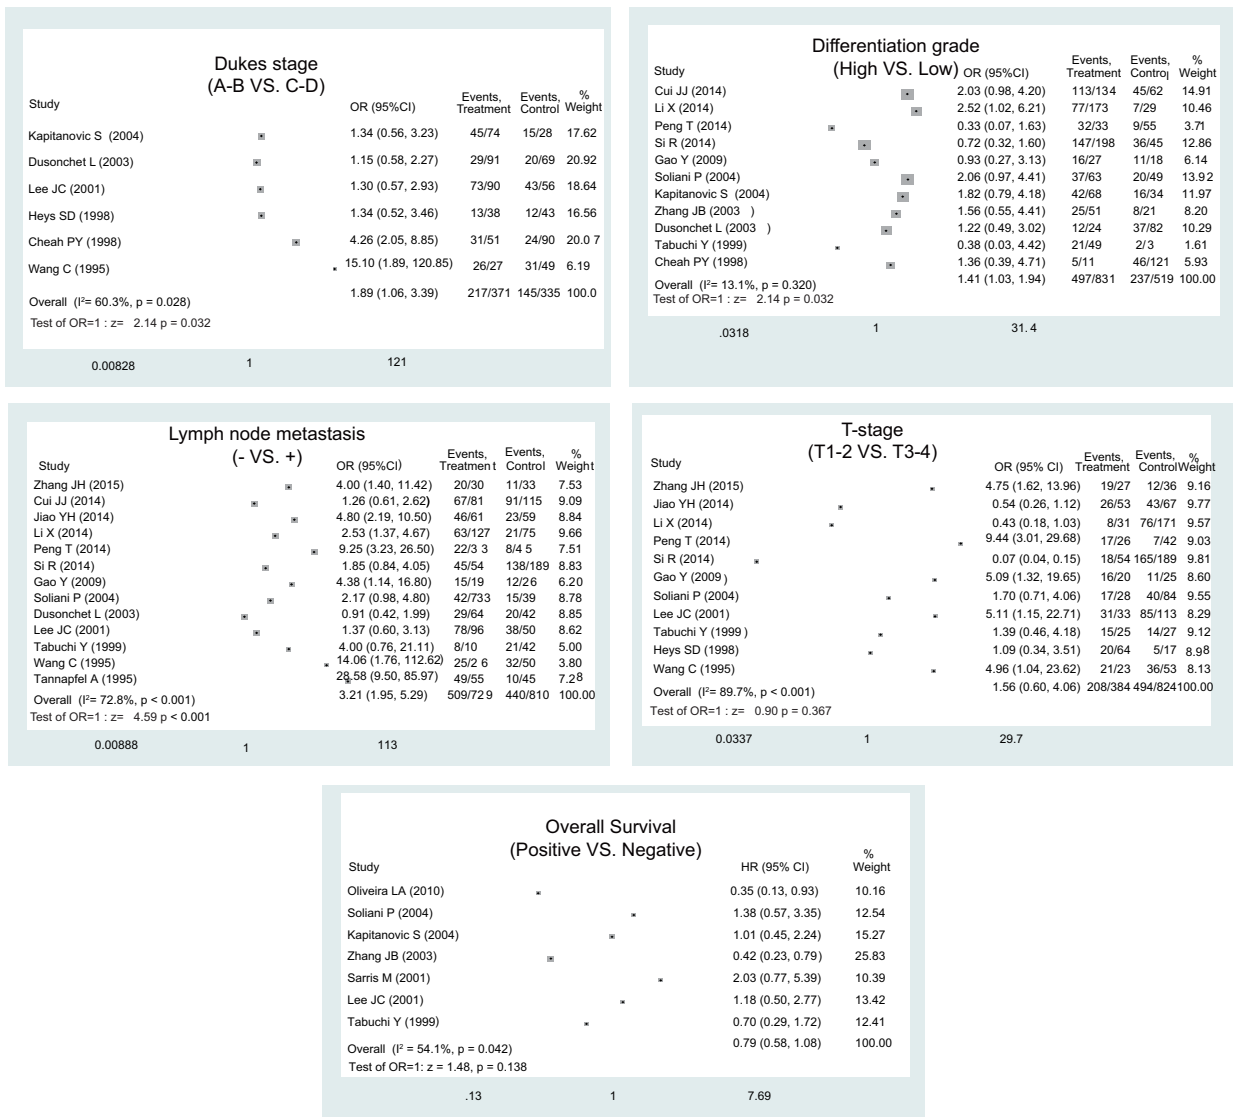 Dukes stage
(A-B VS. C-D)
Study OR (95%CI) Events, Treatment Events, Control % Weight
Kapitanovic S (2004) 1.34 (0.56, 3.23) 45/74 15/28 17.62
Dusonchet L (2003) 1.15 (0.58, 2.27) 29/91 20/69 20.92
Lee JC (2001) 1.30 (0.57, 2.93) 73/90 43/56 18.64
Heys SD (1998) 1.34 (0.52, 3.46) 13/38 12/43 16.56
Cheah PY (1998) 4.26 (2.05, 8.85) 31/51 24/90 20.0 7
Wang C (1995) 15.10 (1.89, 120.85) 26/27 31/49 6.19
Overall (I²= 60.3%, p = 0.028) 1.89 (1.06, 3.39) 217/371 145/335 100.0
Test of OR=1 : z= 2.14 p = 0.032
0.00828 1 121
Differentiation grade
(High VS. Low)
Study OR (95%CI) Events, Treatment Events, Contro % Weight
Cui JJ (2014) 2.03 (0.98, 4.20) 113/134 45/62 14.91
Li X (2014) 2.52 (1.02, 6.21) 77/173 7/29 10.46
Peng T (2014) 0.33 (0.07, 1.63) 32/33 9/55 3.71
Si R (2014) 0.72 (0.32, 1.60) 147/198 36/45 12.86
Gao Y (2009) 0.93 (0.27, 3.13) 16/27 11/18 6.14
Soliani P (2004) 2.06 (0.97, 4.41) 37/63 20/49 13.92
Kapitanovic S (2004) 1.82 (0.79, 4.18) 42/68 16/34 11.97
Zhang JB (2003 ) 1.56 (0.55, 4.41) 25/51 8/21 8.20
Dusonchet L (2003 ) 1.22 (0.49, 3.02) 12/24 37/82 10.29
Tabuchi Y (1999) 0.38 (0.03, 4.42) 21/49 2/3 1.61
Cheah PY (1998) 1.36 (0.39, 4.71) 5/11 46/121 5.93
Overall (I²= 13.1%, p = 0.320) 1.41 (1.03, 1.94) 497/831 237/519 100.00
Test of OR=1 : z= 2.14 p = 0.032
.0318 1 31.4
Lymph node metastasis
(- VS. +)
Study OR (95%CI) Events, Treatment Events, Control % Weight
Zhang JH (2015) 4.00 (1.40, 11.42) 20/30 11/33 7.53
Cui JJ (2014) 1.26 (0.61, 2.62) 67/81 91/115 9.09
Jiao YH (2014) 4.80 (2.19, 10.50) 46/61 23/59 8.84
Li X (2014) 2.53 (1.37, 4.67) 63/127 21/75 9.66
Peng T (2014) 9.25 (3.23, 26.50) 22/3 3 8/4 5 7.51
Si R (2014) 1.85 (0.84, 4.05) 45/54 138/189 8.83
Gao Y (2009) 4.38 (1.14, 16.80) 15/19 12/26 6.20
Soliani P (2004) 2.17 (0.98, 4.80) 42/733 15/39 8.78
Dusonchet L (2003) 0.91 (0.42, 1.99) 29/64 20/42 8.85
Lee JC (2001) 1.37 (0.60, 3.13) 78/96 38/50 8.62
Tabuchi Y (1999) 4.00 (0.76, 21.11) 8/10 21/42 5.00
Wang C (1995) 14.06 (1.76, 112.62) 25/2 6 32/50 3.80
Tannapfel A (1995) 28.58 (9.50, 85.97) 49/55 10/45 7.28
Overall (I²= 72.8%, p < 0.001) 3.21 (1.95, 5.29) 509/72 9 440/810 100.00
Test of OR=1 : z= 4.59 p < 0.001
0.00888 1 113
T-stage
(T1-2 VS. T3-4)
Study OR (95% CI) Events, Treatment Events, Control % Weight
Zhang JH (2015) 4.75 (1.62, 13.96) 19/27 12/36 9.16
Jiao YH (2014) 0.54 (0.26, 1.12) 26/53 43/67 9.77
Li X (2014) 0.43 (0.18, 1.03) 8/31 76/171 9.57
Peng T (2014) 9.44 (3.01, 29.68) 17/26 7/42 9.03
Si R (2014) 0.07 (0.04, 0.15) 18/54 165/189 9.81
Gao Y (2009 ) 5.09 (1.32, 19.65) 16/20 11/25 8.60
Soliani P (2004) 1.70 (0.71, 4.06) 17/28 40/84 9.55
Lee JC (2001) 5.11 (1.15, 22.71) 31/33 85/113 8.29
Tabuchi Y (1999 ) 1.39 (0.46, 4.18) 15/25 14/27 9.12
Heys SD (1998) 1.09 (0.34, 3.51) 20/64 5/17 8.98
Wang C (1995) 4.96 (1.04, 23.62) 21/23 36/53 8.13
Overall (I²= 89.7%, p < 0.001) 1.56 (0.60, 4.06) 208/384 494/824 100.00
Test of OR=1 : z= 0.90 p = 0.367
0.0337 1 29.7
Overall Survival
(Positive VS. Negative)
Study HR (95% CI) % Weight
Oliveira LA (2010) 0.35 (0.13, 0.93) 10.16
Soliani P (2004) 1.38 (0.57, 3.35) 12.54
Kapitanovic S (2004) 1.01 (0.45, 2.24) 15.27
Zhang JB (2003) 0.42 (0.23, 0.79) 25.83
Sarris M (2001) 2.03 (0.77, 5.39) 10.39
Lee JC (2001) 1.18 (0.50, 2.77) 13.42
Tabuchi Y (1999) 0.70 (0.29, 1.72) 12.41
Overall (I² = 54.1%, p = 0.042) 0.79 (0.58, 1.08) 100.00
Test of OR=1: z = 1.48, p = 0.138
.13 1 7.69